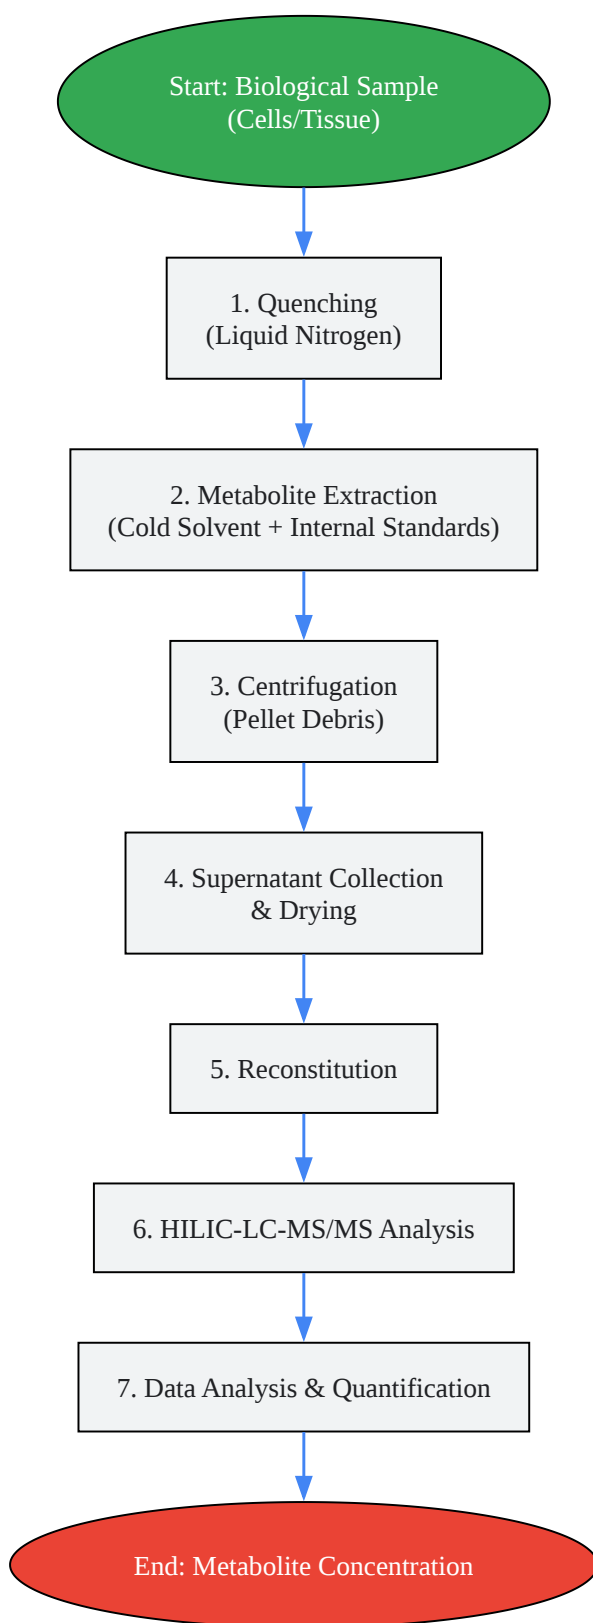 Start: Biological Sample
(Cells/Tissue)
1. Quenching
(Liquid Nitrogen)
2. Metabolite Extraction
(Cold Solvent + Internal Standards)
3. Centrifugation
(Pellet Debris)
4. Supernatant Collection
& Drying
5. Reconstitution
6. HILIC-LC-MS/MS Analysis
7. Data Analysis & Quantification
End: Metabolite Concentration